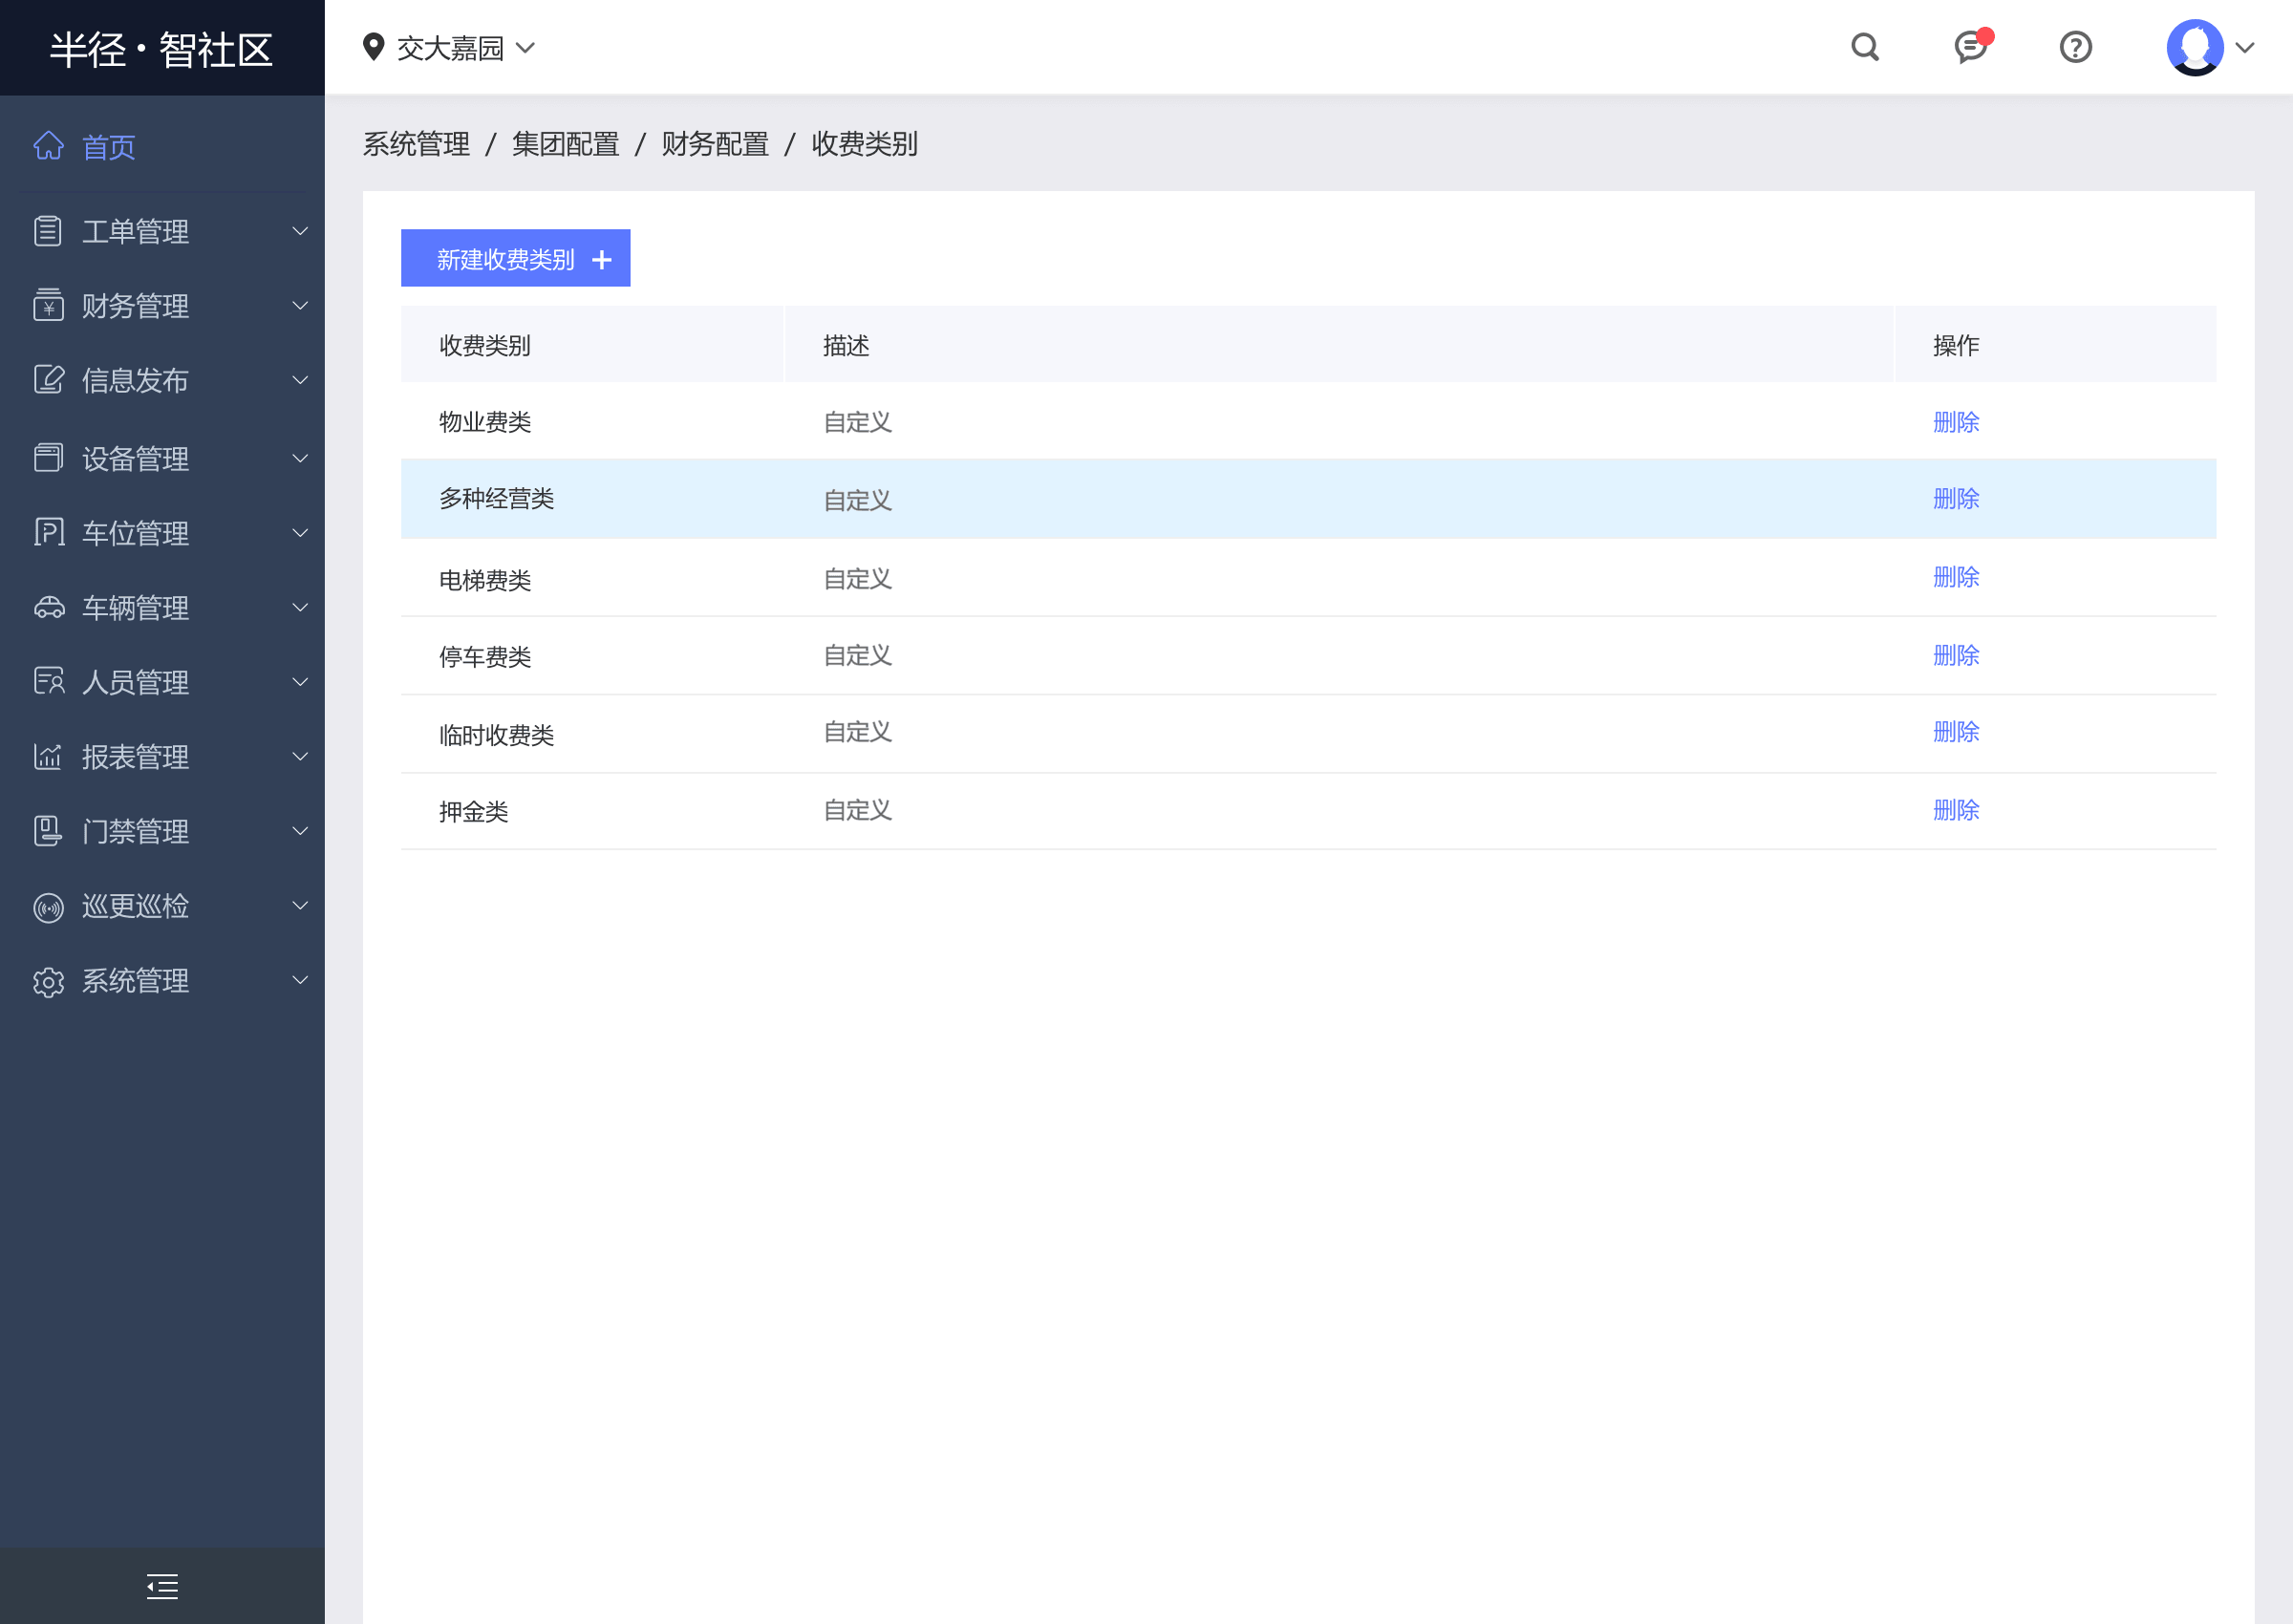 半径·智社区
交大嘉园
首页
工单管理
财务管理
信息发布
设备管理
车位管理
车辆管理
人员管理
报表管理
门禁管理
巡更巡检
系统管理
系统管理 / 集团配置 / 财务配置 / 收费类别
新建收费类别 +
收费类别 描述 操作
物业费类 自定义 删除
多种经营类 自定义 删除
电梯费类 自定义 删除
停车费类 自定义 删除
临时收费类 自定义 删除
押金类 自定义 删除